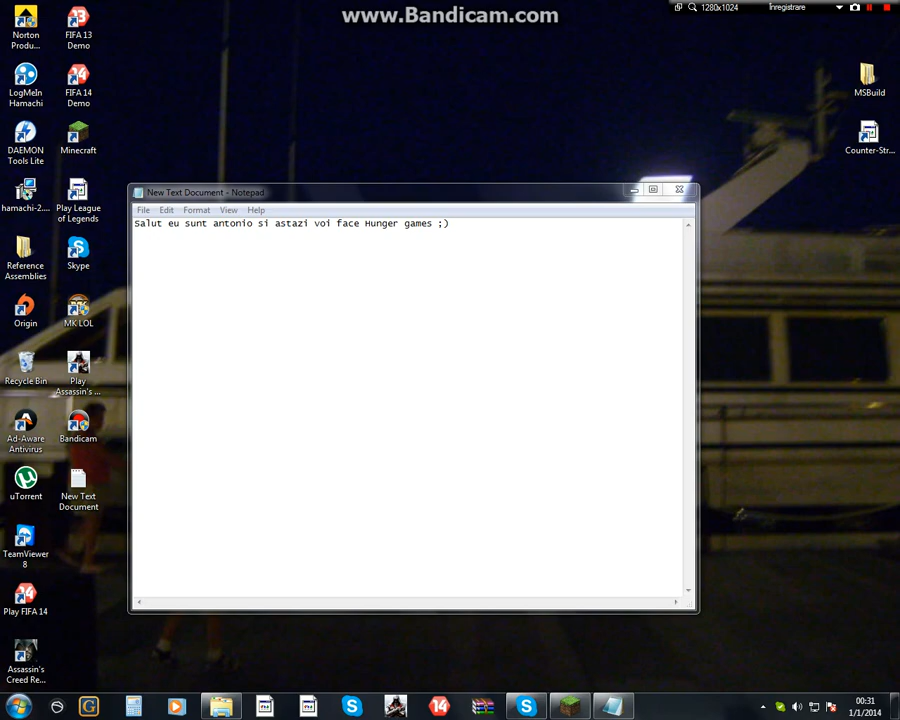 www.Bandicam.com
1280x1024
Inregistrare
Norton
Produ...
FIFA 13
Demo
LogMeIn
Hamachi
FIFA 14
Demo
DAEMON
Tools Lite
Minecraft
hamachi-2....
Play League
of Legends
Reference
Assemblies
Skype
Origin
MK LOL
Recycle Bin
Play
Assassin's ...
Ad-Aware
Antivirus
Bandicam
uTorrent
New Text
Document
TeamViewer
8
Play FIFA 14
Assassin's
Creed Re...
MSBuild
Counter-Str...
New Text Document - Notepad
File Edit Format View Help
Salut eu sunt antonio si astazi voi face Hunger games ;)
14
00:31
1/1/2014